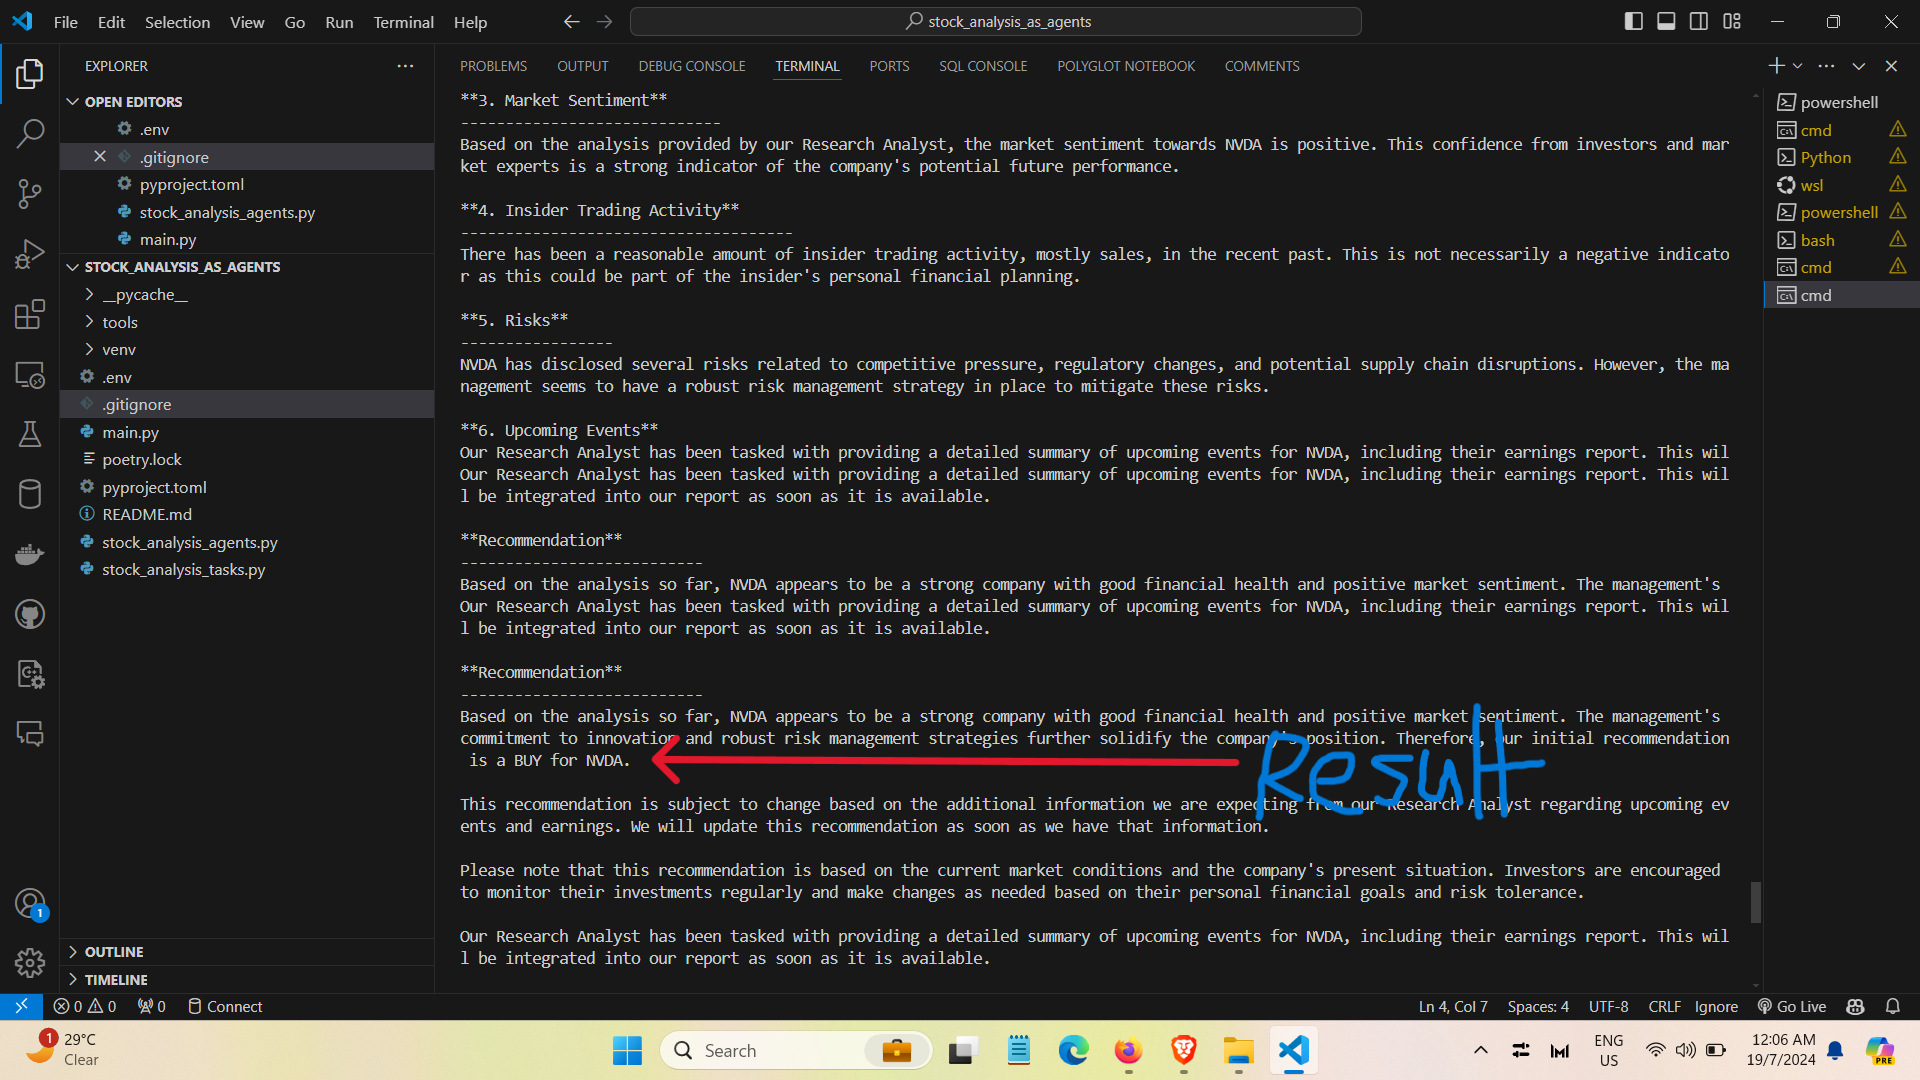 File Edit Selection View Go Run Terminal Help
stock_analysis_as_agents
EXPLORER
OPEN EDITORS
.env
.gitignore
pyproject.toml
stock_analysis_agents.py
main.py
STOCK_ANALYSIS_AS_AGENTS
__pycache__
tools
venv
.env
.gitignore
main.py
poetry.lock
pyproject.toml
README.md
stock_analysis_agents.py
stock_analysis_tasks.py
OUTLINE
TIMELINE
PROBLEMS OUTPUT DEBUG CONSOLE TERMINAL PORTS SQL CONSOLE POLYGLOT NOTEBOOK COMMENTS
**3. Market Sentiment**
-----------------------------
Based on the analysis provided by our Research Analyst, the market sentiment towards NVDA is positive. This confidence from investors and mar
ket experts is a strong indicator of the company's potential future performance.
**4. Insider Trading Activity**
-------------------------------------
There has been a reasonable amount of insider trading activity, mostly sales, in the recent past. This is not necessarily a negative indicato
r as this could be part of the insider's personal financial planning.
**5. Risks**
-----------------
NVDA has disclosed several risks related to competitive pressure, regulatory changes, and potential supply chain disruptions. However, the ma
nagement seems to have a robust risk management strategy in place to mitigate these risks.
**6. Upcoming Events**
Our Research Analyst has been tasked with providing a detailed summary of upcoming events for NVDA, including their earnings report. This wil
Our Research Analyst has been tasked with providing a detailed summary of upcoming events for NVDA, including their earnings report. This wil
l be integrated into our report as soon as it is available.
**Recommendation**
---------------------------
Based on the analysis so far, NVDA appears to be a strong company with good financial health and positive market sentiment. The management's
Our Research Analyst has been tasked with providing a detailed summary of upcoming events for NVDA, including their earnings report. This wil
l be integrated into our report as soon as it is available.
**Recommendation**
---------------------------
Based on the analysis so far, NVDA appears to be a strong company with good financial health and positive market sentiment. The management's
commitment to innovation and robust risk management strategies further solidify the company's position. Therefore, our initial recommendation
is a BUY for NVDA.
Result
This recommendation is subject to change based on the additional information we are expecting from our Research Analyst regarding upcoming ev
ents and earnings. We will update this recommendation as soon as we have that information.
Please note that this recommendation is based on the current market conditions and the company's present situation. Investors are encouraged
to monitor their investments regularly and make changes as needed based on their personal financial goals and risk tolerance.
Our Research Analyst has been tasked with providing a detailed summary of upcoming events for NVDA, including their earnings report. This wil
l be integrated into our report as soon as it is available.
powershell
cmd
Python
wsl
powershell
bash
cmd
cmd
1
0 0 0 Connect
Ln 4, Col 7 Spaces: 4 UTF-8 CRLF Ignore Go Live
1
29°C
Clear
Search
ENG
US
12:06 AM
19/7/2024
PRE